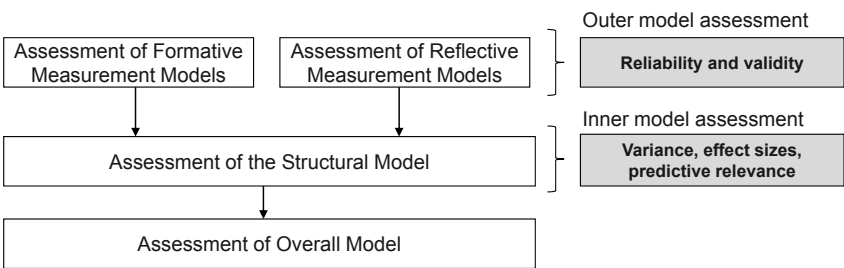 Outer model assessment
Assessment of Formative
Measurement Models
Assessment of Reflective
Measurement Models
Reliability and validity
Inner model assessment
Assessment of the Structural Model
Variance, effect sizes,
predictive relevance
Assessment of Overall Model